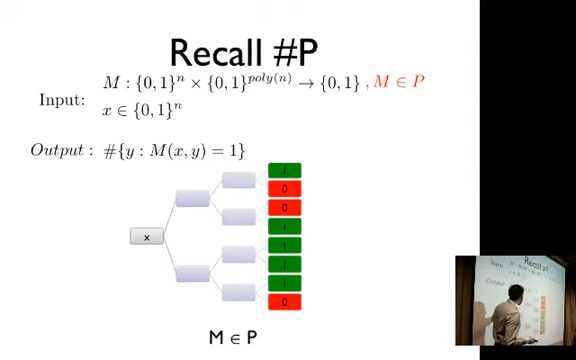 Recall #P
Input: M : {0,1}^n × {0,1}^{poly(n)} → {0,1} , M ∈ P
x ∈ {0,1}^n
Output : #{y : M(x,y) = 1}
1
0
0
1
x
1
1
1
0
M ∈ P